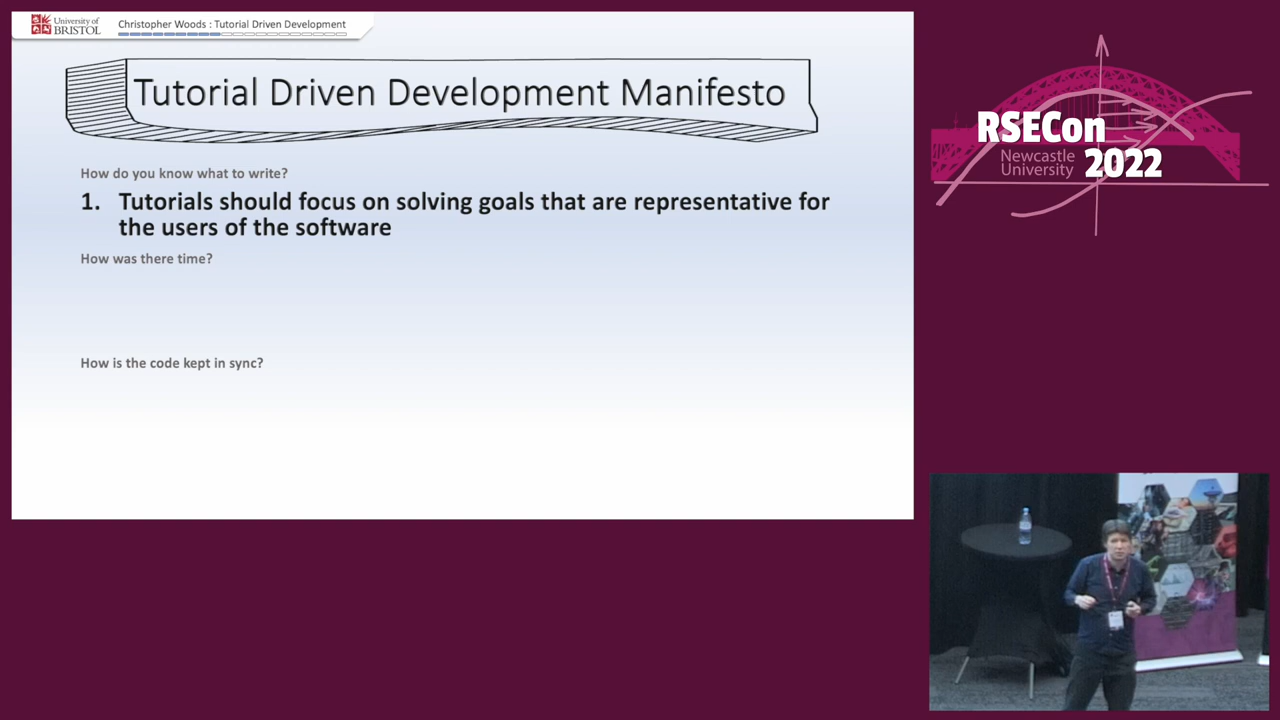 University of
BRISTOL
Christopher Woods : Tutorial Driven Development
Tutorial Driven Development Manifesto
How do you know what to write?
1. Tutorials should focus on solving goals that are representative for
the users of the software
How was there time?
How is the code kept in sync?
RSECon
Newcastle
University
2022